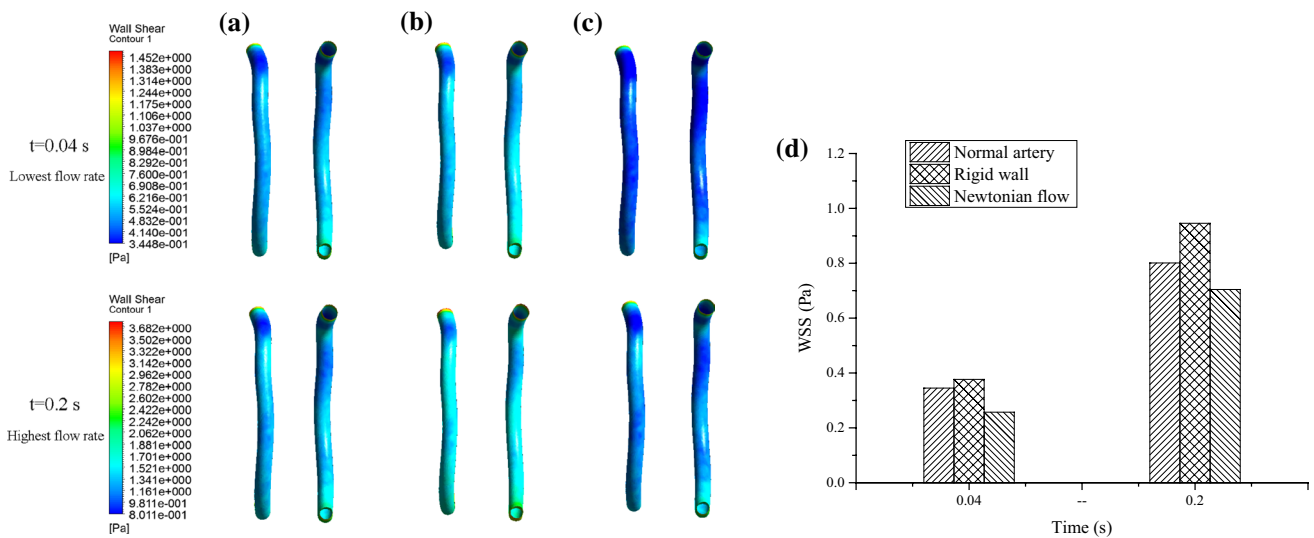 (a)
(b)
(c)
Wall Shear
Contour 1
1.452e+000
1.383e+000
1.314e+000
1.244e+000
1.175e+000
1.106e+000
1.037e+000
9.676e-001
8.984e-001
8.292e-001
7.600e-001
6.908e-001
6.216e-001
5.524e-001
4.832e-001
4.140e-001
3.448e-001
[Pa]
t=0.04 s
Lowest flow rate
Wall Shear
Contour 1
3.682e+000
3.502e+000
3.322e+000
3.142e+000
2.962e+000
2.782e+000
2.602e+000
2.422e+000
2.242e+000
2.062e+000
1.881e+000
1.701e+000
1.521e+000
1.341e+000
1.161e+000
9.811e-001
8.011e-001
[Pa]
t=0.2 s
Highest flow rate
(d)
Normal artery
Rigid wall
Newtonian flow
WSS (Pa)
1.2
1.0
0.8
0.6
0.4
0.2
0.0
0.04
--
0.2
Time (s)